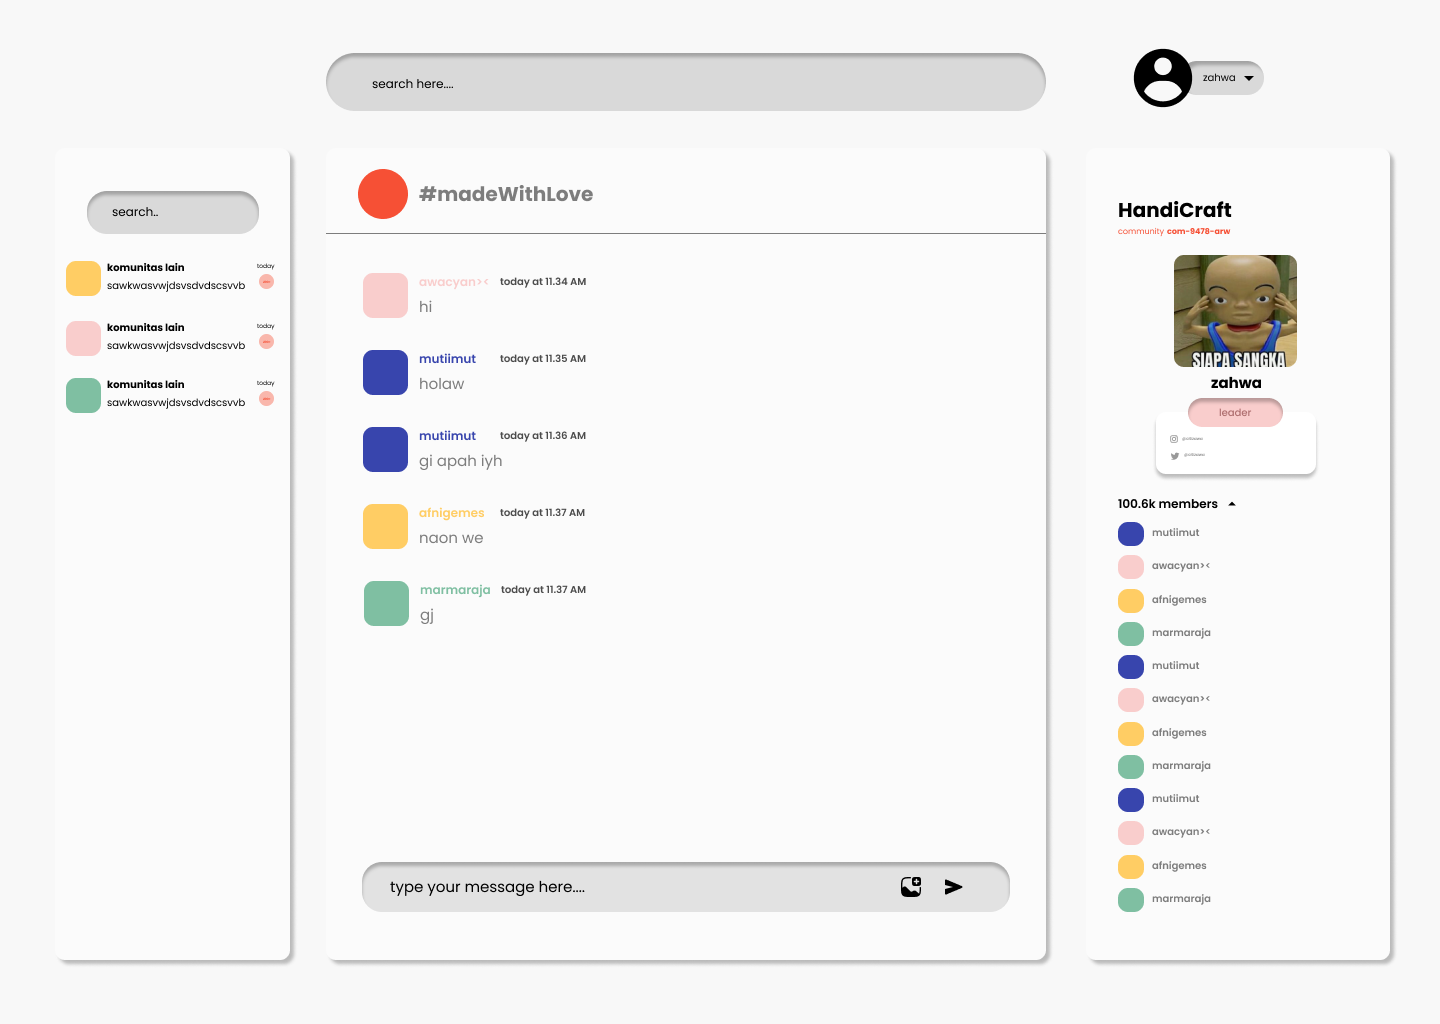 search here....
zahwa
search..
komunitas lain
today
sawkwasvwjdsvsdvdscsvvb
komunitas lain
today
sawkwasvwjdsvsdvdscsvvb
komunitas lain
today
sawkwasvwjdsvsdvdscsvvb
#madeWithLove
awacyan>< today at 11.34 AM
hi
mutiimut today at 11.35 AM
holaw
mutiimut today at 11.36 AM
gi apah iyh
afnigemes today at 11.37 AM
naon we
marmaraja today at 11.37 AM
gj
type your message here....
HandiCraft
community com-9478-arw
SIAPA SANGKA
zahwa
leader
100.6k members
mutiimut
awacyan><
afnigemes
marmaraja
mutiimut
awacyan><
afnigemes
marmaraja
mutiimut
awacyan><
afnigemes
marmaraja